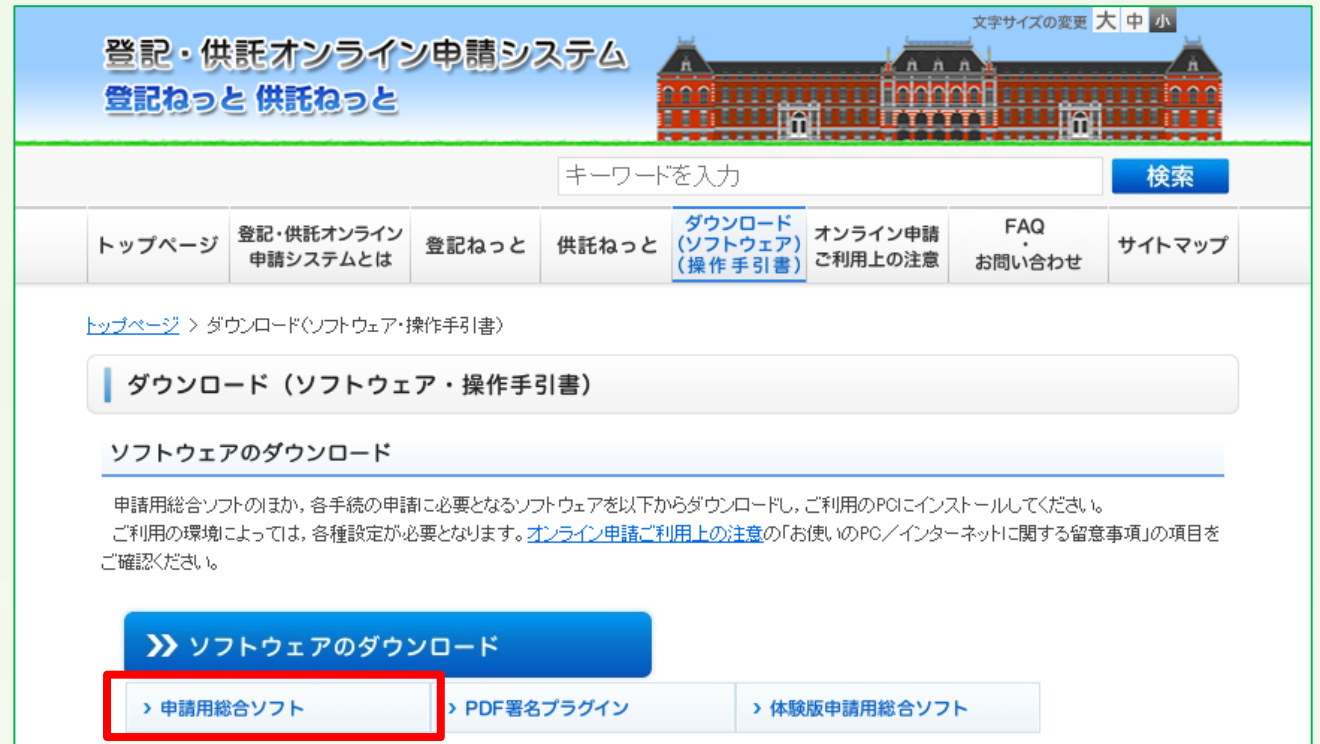 文字サイズの変更 大 中 小
登記・供託オンライン申請システム
登記ねっと 供託ねっと
キーワードを入力 検索
トップページ
登記・供託オンライン
申請システムとは
登記ねっと
供託ねっと
ダウンロード
(ソフトウェア)
(操作手引書)
オンライン申請
ご利用上の注意
FAQ
・
お問い合わせ
サイトマップ
トップページ > ダウンロード(ソフトウェア・操作手引書)
ダウンロード（ソフトウェア・操作手引書）
ソフトウェアのダウンロード
申請用総合ソフトのほか，各手続の申請に必要となるソフトウェアを以下からダウンロードし，ご利用のPCにインストールしてください。
ご利用の環境によっては，各種設定が必要となります。オンライン申請ご利用上の注意の「お使いのPC／インターネットに関する留意事項」の項目を
ご確認ください。
ソフトウェアのダウンロード
申請用総合ソフト
PDF署名プラグイン
体験版申請用総合ソフト